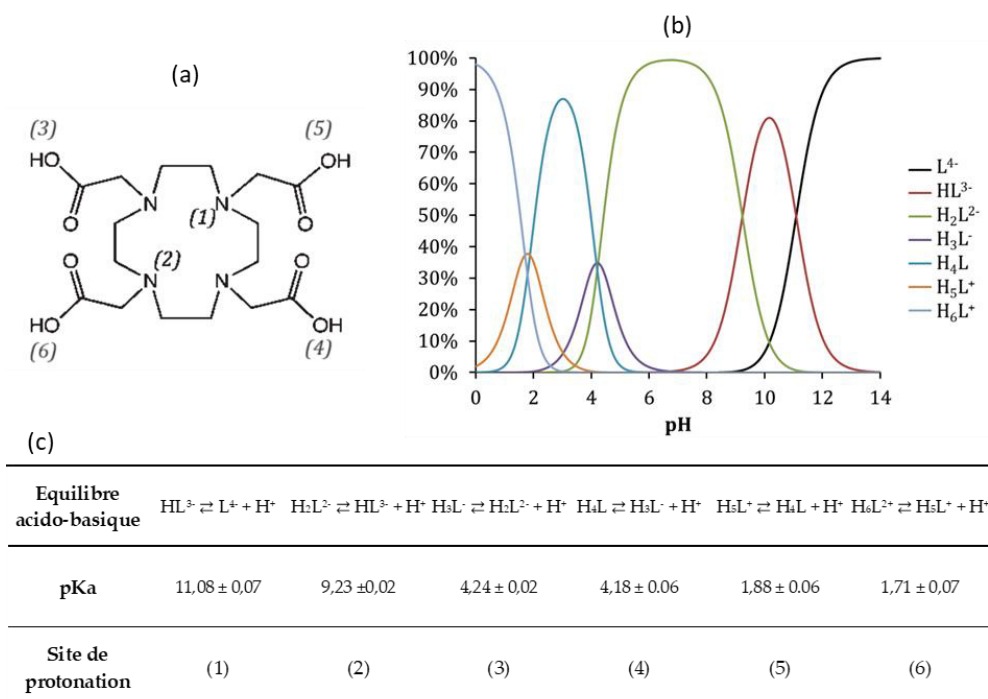 (a)
(3)
(5)
HO
OH
O
O
N
N
(1)
(2)
N
N
O
O
HO
OH
(6)
(4)
(b)
100%
90%
80%
70%
60%
50%
40%
30%
20%
10%
0%
0 2 4 6 8 10 12 14
pH
L⁴⁻
HL³⁻
H₂L²⁻
H₃L⁻
H₄L
H₅L⁺
H₆L⁺
(c)
Equilibre acido-basique HL³⁻ ⇄ L⁴⁻ + H⁺ H₂L²⁻ ⇄ HL³⁻ + H⁺ H₃L⁻ ⇄ H₂L²⁻ + H⁺ H₄L ⇄ H₃L⁻ + H⁺ H₅L⁺ ⇄ H₄L + H⁺ H₆L²⁺ ⇄ H₅L⁺ + H⁺
pKa 11,08 ± 0,07 9,23 ±0,02 4,24 ± 0,02 4,18 ± 0.06 1,88 ± 0.06 1,71 ± 0,07
Site de protonation (1) (2) (3) (4) (5) (6)